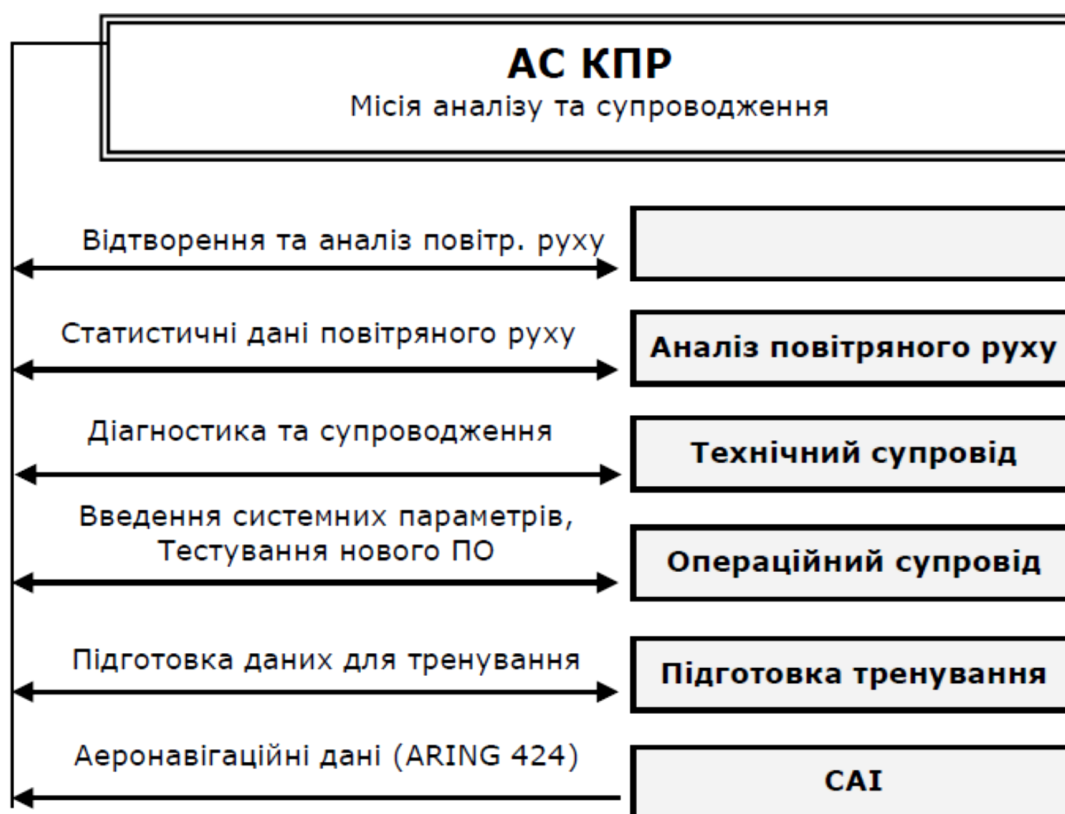 АС КПР
Місія аналізу та супроводження
Відтворення та аналіз повітр. руху
Статистичні дані повітряного руху
Аналіз повітряного руху
Діагностика та супроводження
Технічний супровід
Введення системних параметрів,
Тестування нового ПО
Операційний супровід
Підготовка даних для тренування
Підготовка тренування
Аеронавігаційні дані (ARING 424)
САІ